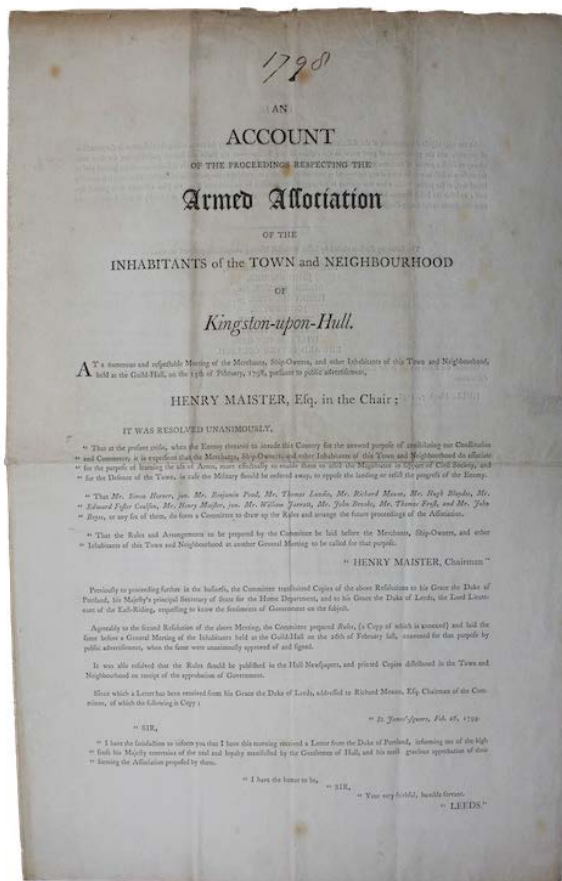 1798
AN
ACCOUNT
OF THE PROCEEDINGS RESPECTING THE
Armed Aſſociation
OF THE
INHABITANTS of the TOWN and NEIGHBOURHOOD
OF
Kingston-upon-Hull.
AT a numerous and reſpectable Meeting of the Merchants, Ship-Owners, and other Inhabitants of this Town and Neighbourhood,
held at the Guild-Hall, on the 15th of February, 1798, purſuant to public advertiſement,
HENRY MAISTER, Eſq. in the Chair;
IT WAS RESOLVED UNANIMOUSLY,
" That at the preſent criſis, when the Enemy threaten to invade this Country for the avowed purpoſe of annihilating our Conſtitution
" and Commerce, it is expedient that the Merchants, Ship-Owners, and other Inhabitants of this Town and Neighbourhood do aſſociate
" for the purpoſe of learning the uſe of Arms, more effectually to enable them to aſſiſt the Magiſtrates in ſupport of Civil Society, and
" for the Defence of the Town, in caſe the Military ſhould be ordered away, to oppoſe the landing or reſiſt the progreſs of the Enemy.
" That Mr. Simon Horner, jun. Mr. Benjamin Pead, Mr. Thomas Mr. Richard Moxon, Mr. Hugh Blaydes, Mr.
" Edward Foſter Coulſon, Mr. Henry Maiſter, jun. Mr. William Jarratt, Mr. John Brooks, Mr. Thomas Froſt, and Mr. John
" Boyes, or any ſix of them, do form a Committee to draw up the Rules and arrange the future proceedings of the Aſſociation.
" That the Rules and Arrangements to be prepared by the Committee be laid before the Merchants, Ship-Owners, and other
" Inhabitants of this Town and Neighbourhood at another General Meeting to be called for that purpoſe.
" HENRY MAISTER, Chairman"
Previouſly to proceeding further in the buſineſs, the Committee tranſmitted Copies of the above Reſolutions to his Grace the Duke of
Portland, his Majeſty's principal Secretary of State for the Home Department, and to his Grace the Duke of Leeds, the Lord Lieute-
nant of the Eaſt-Riding, requeſting to know the ſentiments of Government on the ſubject.
Agreeably to the ſecond Reſolution of the above Meeting, the Committee prepared Rules, (a Copy of which is annexed) and laid the
ſame before a General Meeting of the Inhabitants held at the Guild-Hall on the 26th of February laſt, convened for that purpoſe by
public advertiſement, when the ſame were unanimouſly approved of and ſigned.
It was alſo reſolved that the Rules ſhould be publiſhed in the Hull Newſpapers, and printed Copies diſtributed in the Town and
Neighbourhood on receipt of the approbation of Government.
Since which a Letter has been received from his Grace the Duke of Leeds, addreſſed to Richard Moxon, Eſq. Chairman of the Com-
mittee, of which the following is Copy:
" St. James'-ſquare, Feb. 28, 1798.
" SIR,
" I have the ſatisfaction to inform you that I have this morning received a Letter from the Duke of Portland, informing me of the high
" ſenſe his Majeſty entertains of the zeal and loyalty manifeſted by the Gentlemen of Hull, and his moſt gracious approbation of their
" forming the Aſſociation propoſed by them.
" I have the honor to be,
" SIR,
" Your very faithful, humble ſervant,
" LEEDS."